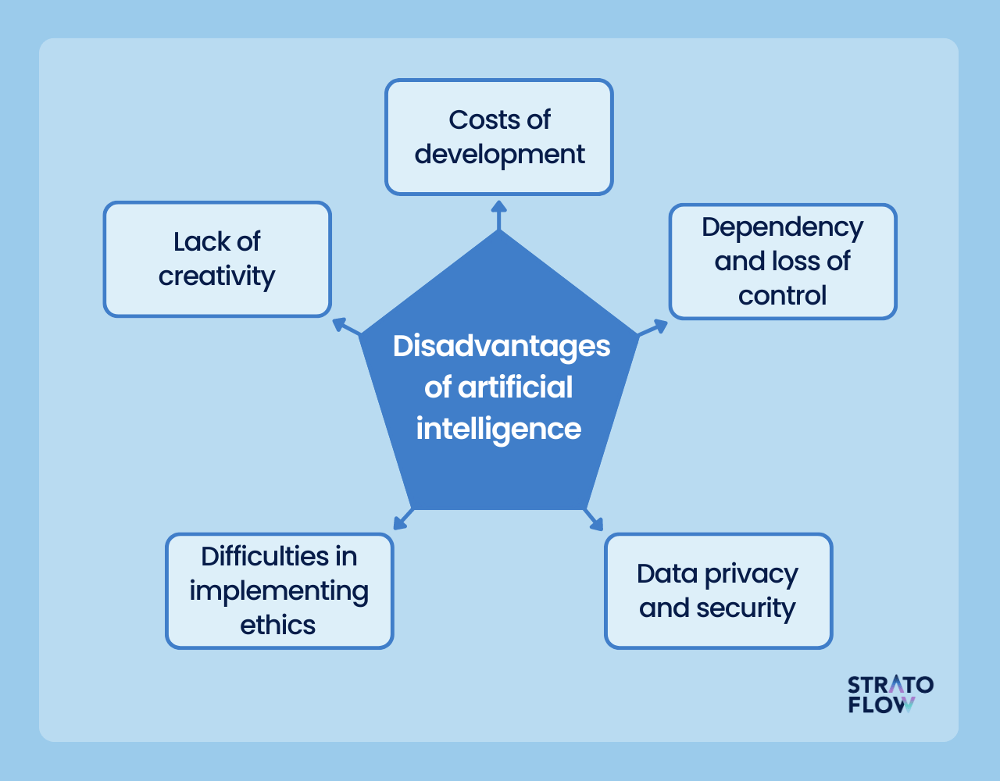 Costs of
development
Lack of
creativity
Dependency
and loss of
control
Disadvantages
of artificial
intelligence
Difficulties in
implementing
ethics
Data privacy
and security
STRATO
FLOW